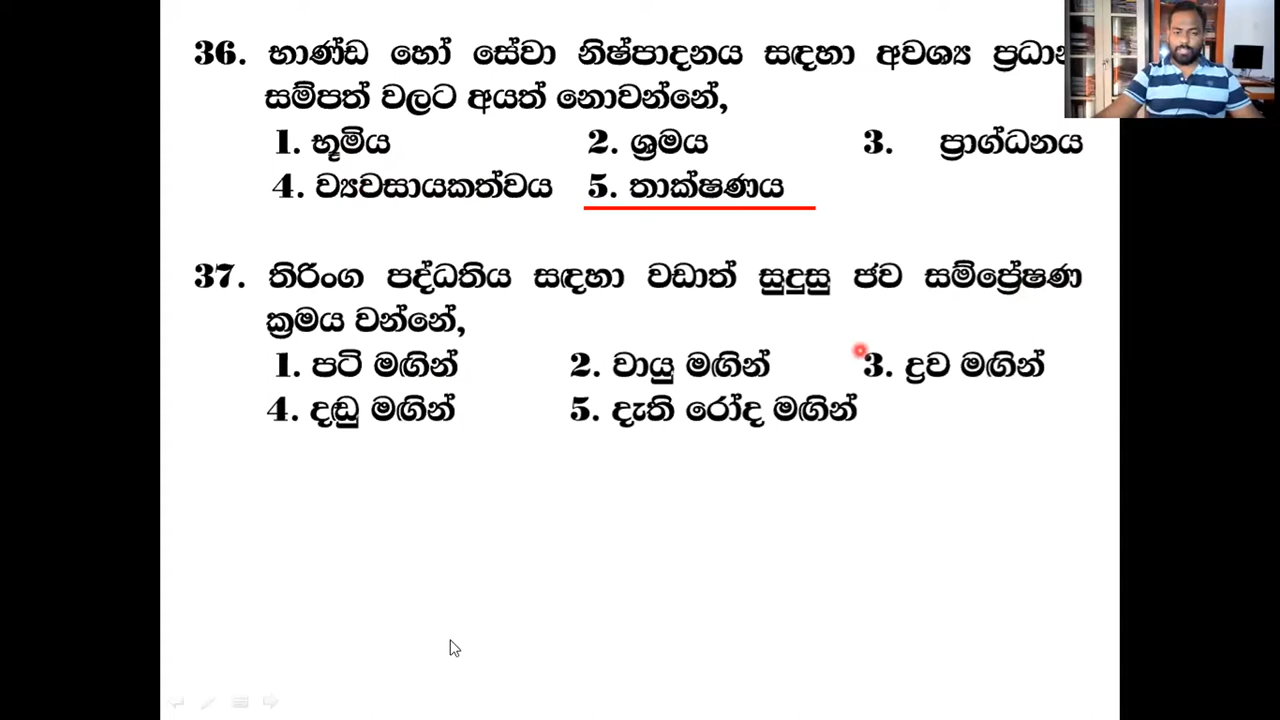 36. භාණ්ඩ හෝ සේවා නිෂ්පාදනය සඳහා අවශ්‍ය
සම්පත් වලට අයත් නොවන්නේ,
1. භූමිය 2. ශ්‍රමය 3. ප්‍රාග්ධනය
4. ව්‍යවසායකත්වය 5. තාක්ෂණය
37. තිරිංග පද්ධතිය සඳහා වඩාත් සුදුසු ජව සම්ප්‍රේෂණ
ක්‍රමය වන්නේ,
1. පටි මඟින් 2. වායු මඟින් 3. ද්‍රව මඟින්
4. දඬු මඟින් 5. දැති රෝද මඟින්